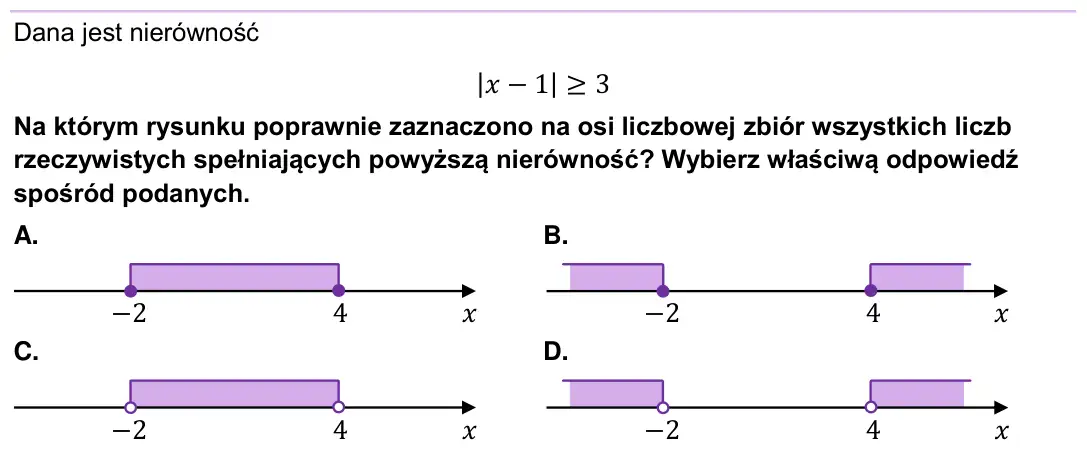 Dana jest nierówność
|x − 1| ≥ 3
Na którym rysunku poprawnie zaznaczono na osi liczbowej zbiór wszystkich liczb
rzeczywistych spełniających powyższą nierówność? Wybierz właściwą odpowiedź
spośród podanych.
A.
−2 4 x
B.
−2 4 x
C.
−2 4 x
D.
−2 4 x